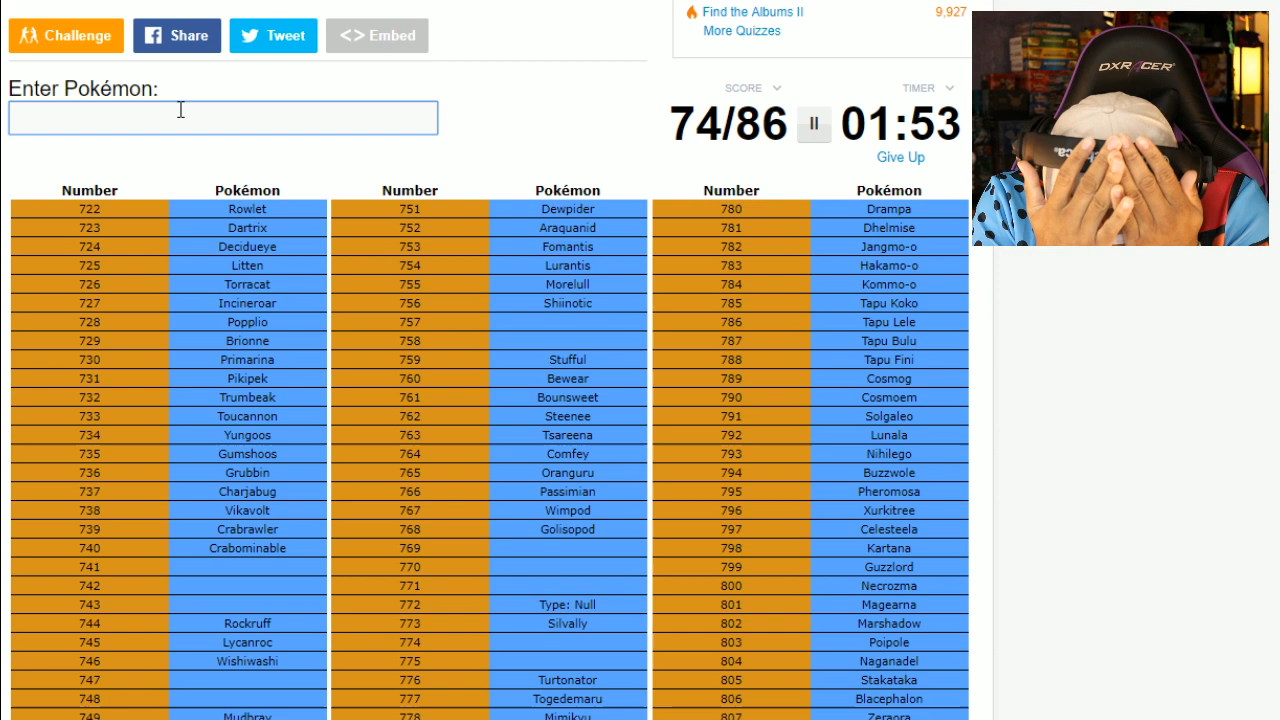 Find the Albums II 9,927
More Quizzes
Challenge Share Tweet <> Embed
DXRACER
Enter Pokémon:
SCORE TIMER
74/86 01:53
Give Up
Number Pokémon Number Pokémon Number Pokémon
722 Rowlet 751 Dewpider 780 Drampa
723 Dartrix 752 Araquanid 781 Dhelmise
724 Decidueye 753 Fomantis 782 Jangmo-o
725 Litten 754 Lurantis 783 Hakamo-o
726 Torracat 755 Morelull 784 Kommo-o
727 Incineroar 756 Shiinotic 785 Tapu Koko
728 Popplio 757 786 Tapu Lele
729 Brionne 758 787 Tapu Bulu
730 Primarina 759 Stufful 788 Tapu Fini
731 Pikipek 760 Bewear 789 Cosmog
732 Trumbeak 761 Bounsweet 790 Cosmoem
733 Toucannon 762 Steenee 791 Solgaleo
734 Yungoos 763 Tsareena 792 Lunala
735 Gumshoos 764 Comfey 793 Nihilego
736 Grubbin 765 Oranguru 794 Buzzwole
737 Charjabug 766 Passimian 795 Pheromosa
738 Vikavolt 767 Wimpod 796 Xurkitree
739 Crabrawler 768 Golisopod 797 Celesteela
740 Crabominable 769 798 Kartana
741 770 799 Guzzlord
742 771 800 Necrozma
743 772 Type: Null 801 Magearna
744 Rockruff 773 Silvally 802 Marshadow
745 Lycanroc 774 803 Poipole
746 Wishiwashi 775 804 Naganadel
747 776 Turtonator 805 Stakataka
748 777 Togedemaru 806 Blacephalon
749 Mudbray 778 Mimikyu 807 Zeraora